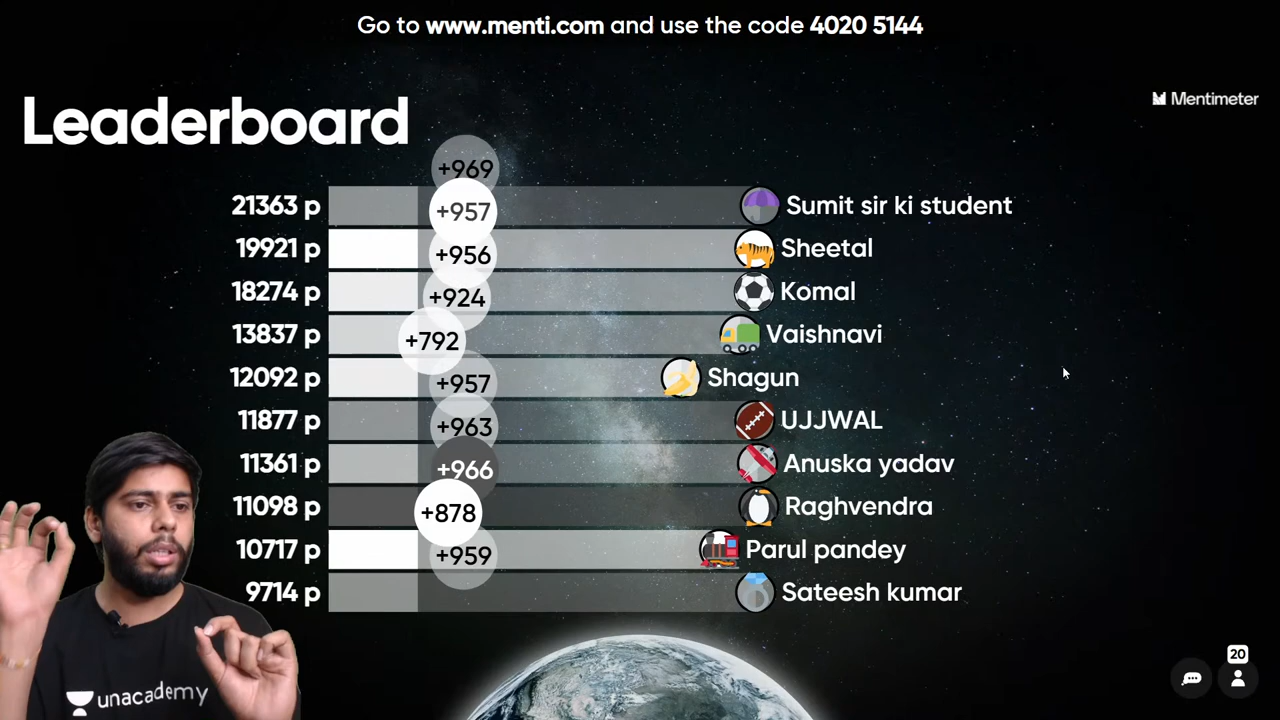 Go to www.menti.com and use the code 4020 5144
Leaderboard
Mentimeter
+969
21363 p Sumit sir ki student
+957
19921 p Sheetal
+956
18274 p Komal
+924
13837 p Vaishnavi
+792
12092 p Shagun
+957
11877 p UJJWAL
+963
11361 p Anuska yadav
+966
11098 p Raghvendra
+878
10717 p Parul pandey
+959
9714 p Sateesh kumar
20
unacademy